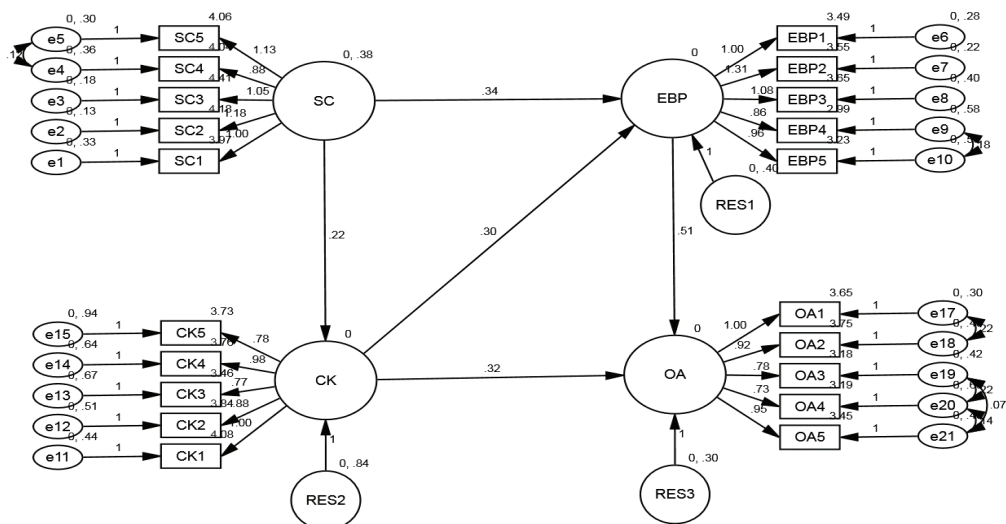 4.06 3.49
0, .30 0, .28
e5 1 SC5 EBP1 1 e6
0, .36 1.13 0, .38 0 1.00 3.55 0, .22
e4 1 SC4 .88 1.31 EBP2 1 e7
0, .18 4.41 3.65 0, .40
e3 1 SC3 1.05 SC .34 EBP 1.08 EBP3 1 e8
0, .13 4.18 1.18 .86 2.99 0, .58
e2 1 SC2 1.00 .96 EBP4 1 e9
0, .33 3.97 3.23 .18
e1 1 SC1 1 EBP5 1 e10
0, .40
RES1
.22 .30 .51
3.65 0, .30
0, .94 3.73 OA1 1 e17
e15 1 CK5 .78 0 0 1.00 3.75 .22
0, .64 3.76 .92 OA2 1 e18
e14 1 CK4 .98 3.18 0, .42
0, .67 3.46 CK .32 OA .78 OA3 1 e19
e13 1 CK3 .77 .73 3.19 .22
0, .51 3.84 .88 .95 OA4 1 e20 .07
e12 1 CK2 1.00 3.45 .14
0, .44 4.08 OA5 1 e21
e11 1 CK1 1 1
0, .84 0, .30
RES2 RES3